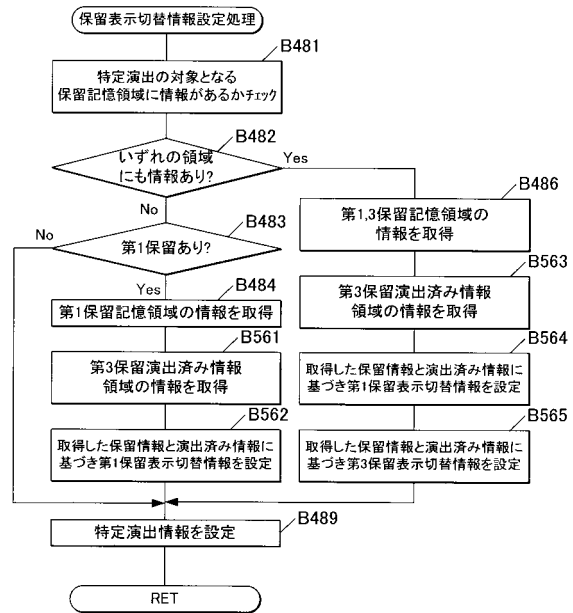 保留表示切替情報設定処理
B481
特定演出の対象となる
保留記憶領域に情報があるかチェック
B482
いずれの領域
にも情報あり?
Yes
No
B483
No
第1保留あり?
Yes
B484
第1保留記憶領域の情報を取得
B561
第3保留演出済み情報
領域の情報を取得
B562
取得した保留情報と演出済み情報に
基づき第1保留表示切替情報を設定
B486
第1,3保留記憶領域の
情報を取得
B563
第3保留演出済み情報
領域の情報を取得
B564
取得した保留情報と演出済み情報に
基づき第1保留表示切替情報を設定
B565
取得した保留情報と演出済み情報に
基づき第3保留表示切替情報を設定
B489
特定演出情報を設定
RET